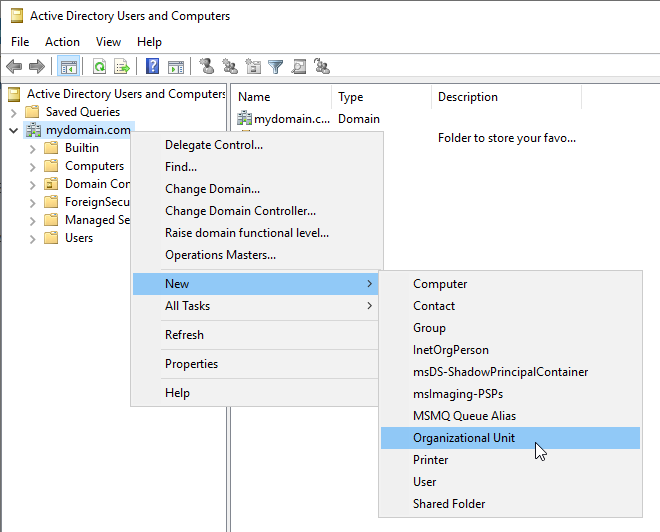 Active Directory Users and Computers
File Action View Help
Active Directory Users and Computers
Saved Queries
mydomain.com
Builtin
Computers
Domain Con
ForeignSecu
Managed Se
Users
Name Type Description
mydomain.c... Domain
Folder to store your favo...
Delegate Control...
Find...
Change Domain...
Change Domain Controller...
Raise domain functional level...
Operations Masters...
New
All Tasks
Refresh
Properties
Help
Computer
Contact
Group
InetOrgPerson
msDS-ShadowPrincipalContainer
msImaging-PSPs
MSMQ Queue Alias
Organizational Unit
Printer
User
Shared Folder